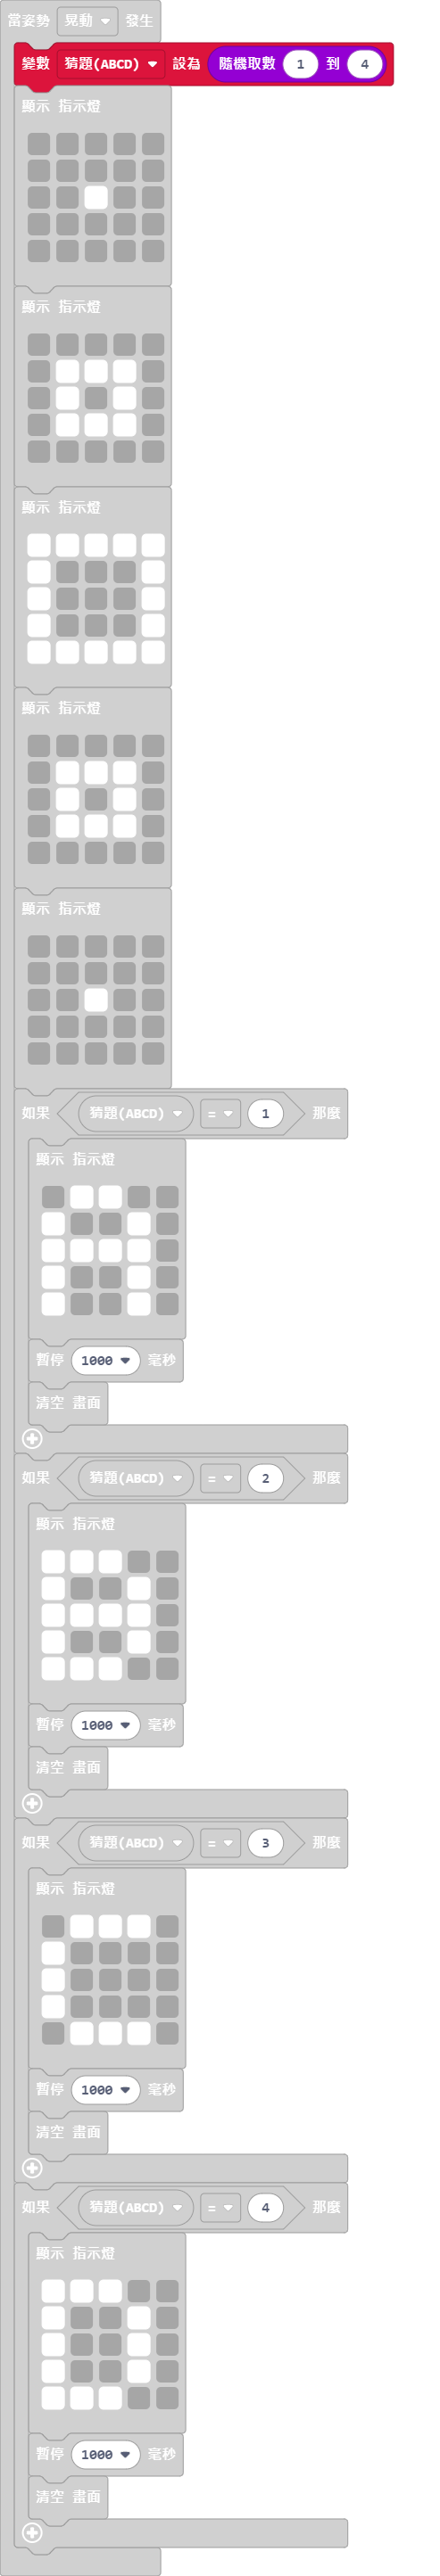 當姿勢 晃動 發生
變數 猜題(ABCD) 設為 隨機取數 1 到 4
顯示 指示燈
顯示 指示燈
顯示 指示燈
顯示 指示燈
顯示 指示燈
如果 猜題(ABCD) = 1 那麼
顯示 指示燈
暫停 1000 毫秒
清空 畫面
如果 猜題(ABCD) = 2 那麼
顯示 指示燈
暫停 1000 毫秒
清空 畫面
如果 猜題(ABCD) = 3 那麼
顯示 指示燈
暫停 1000 毫秒
清空 畫面
如果 猜題(ABCD) = 4 那麼
顯示 指示燈
暫停 1000 毫秒
清空 畫面